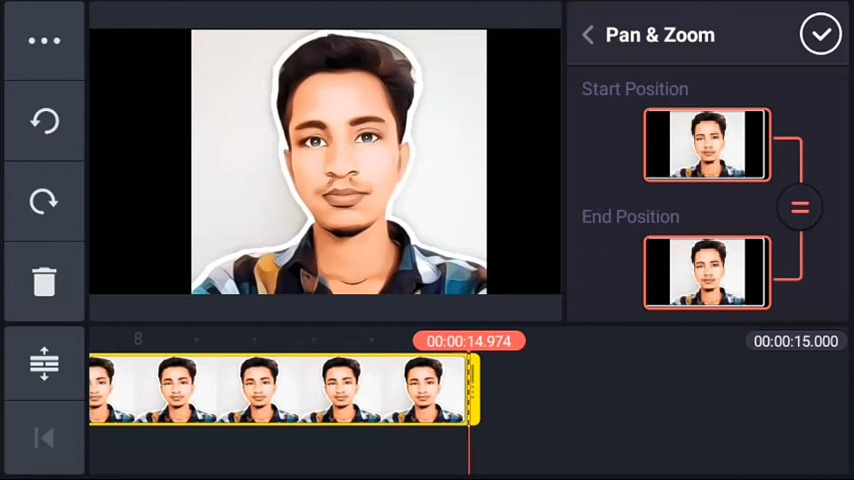 Pan & Zoom
Start Position
End Position
8
00:00:14.974
00:00:15.000